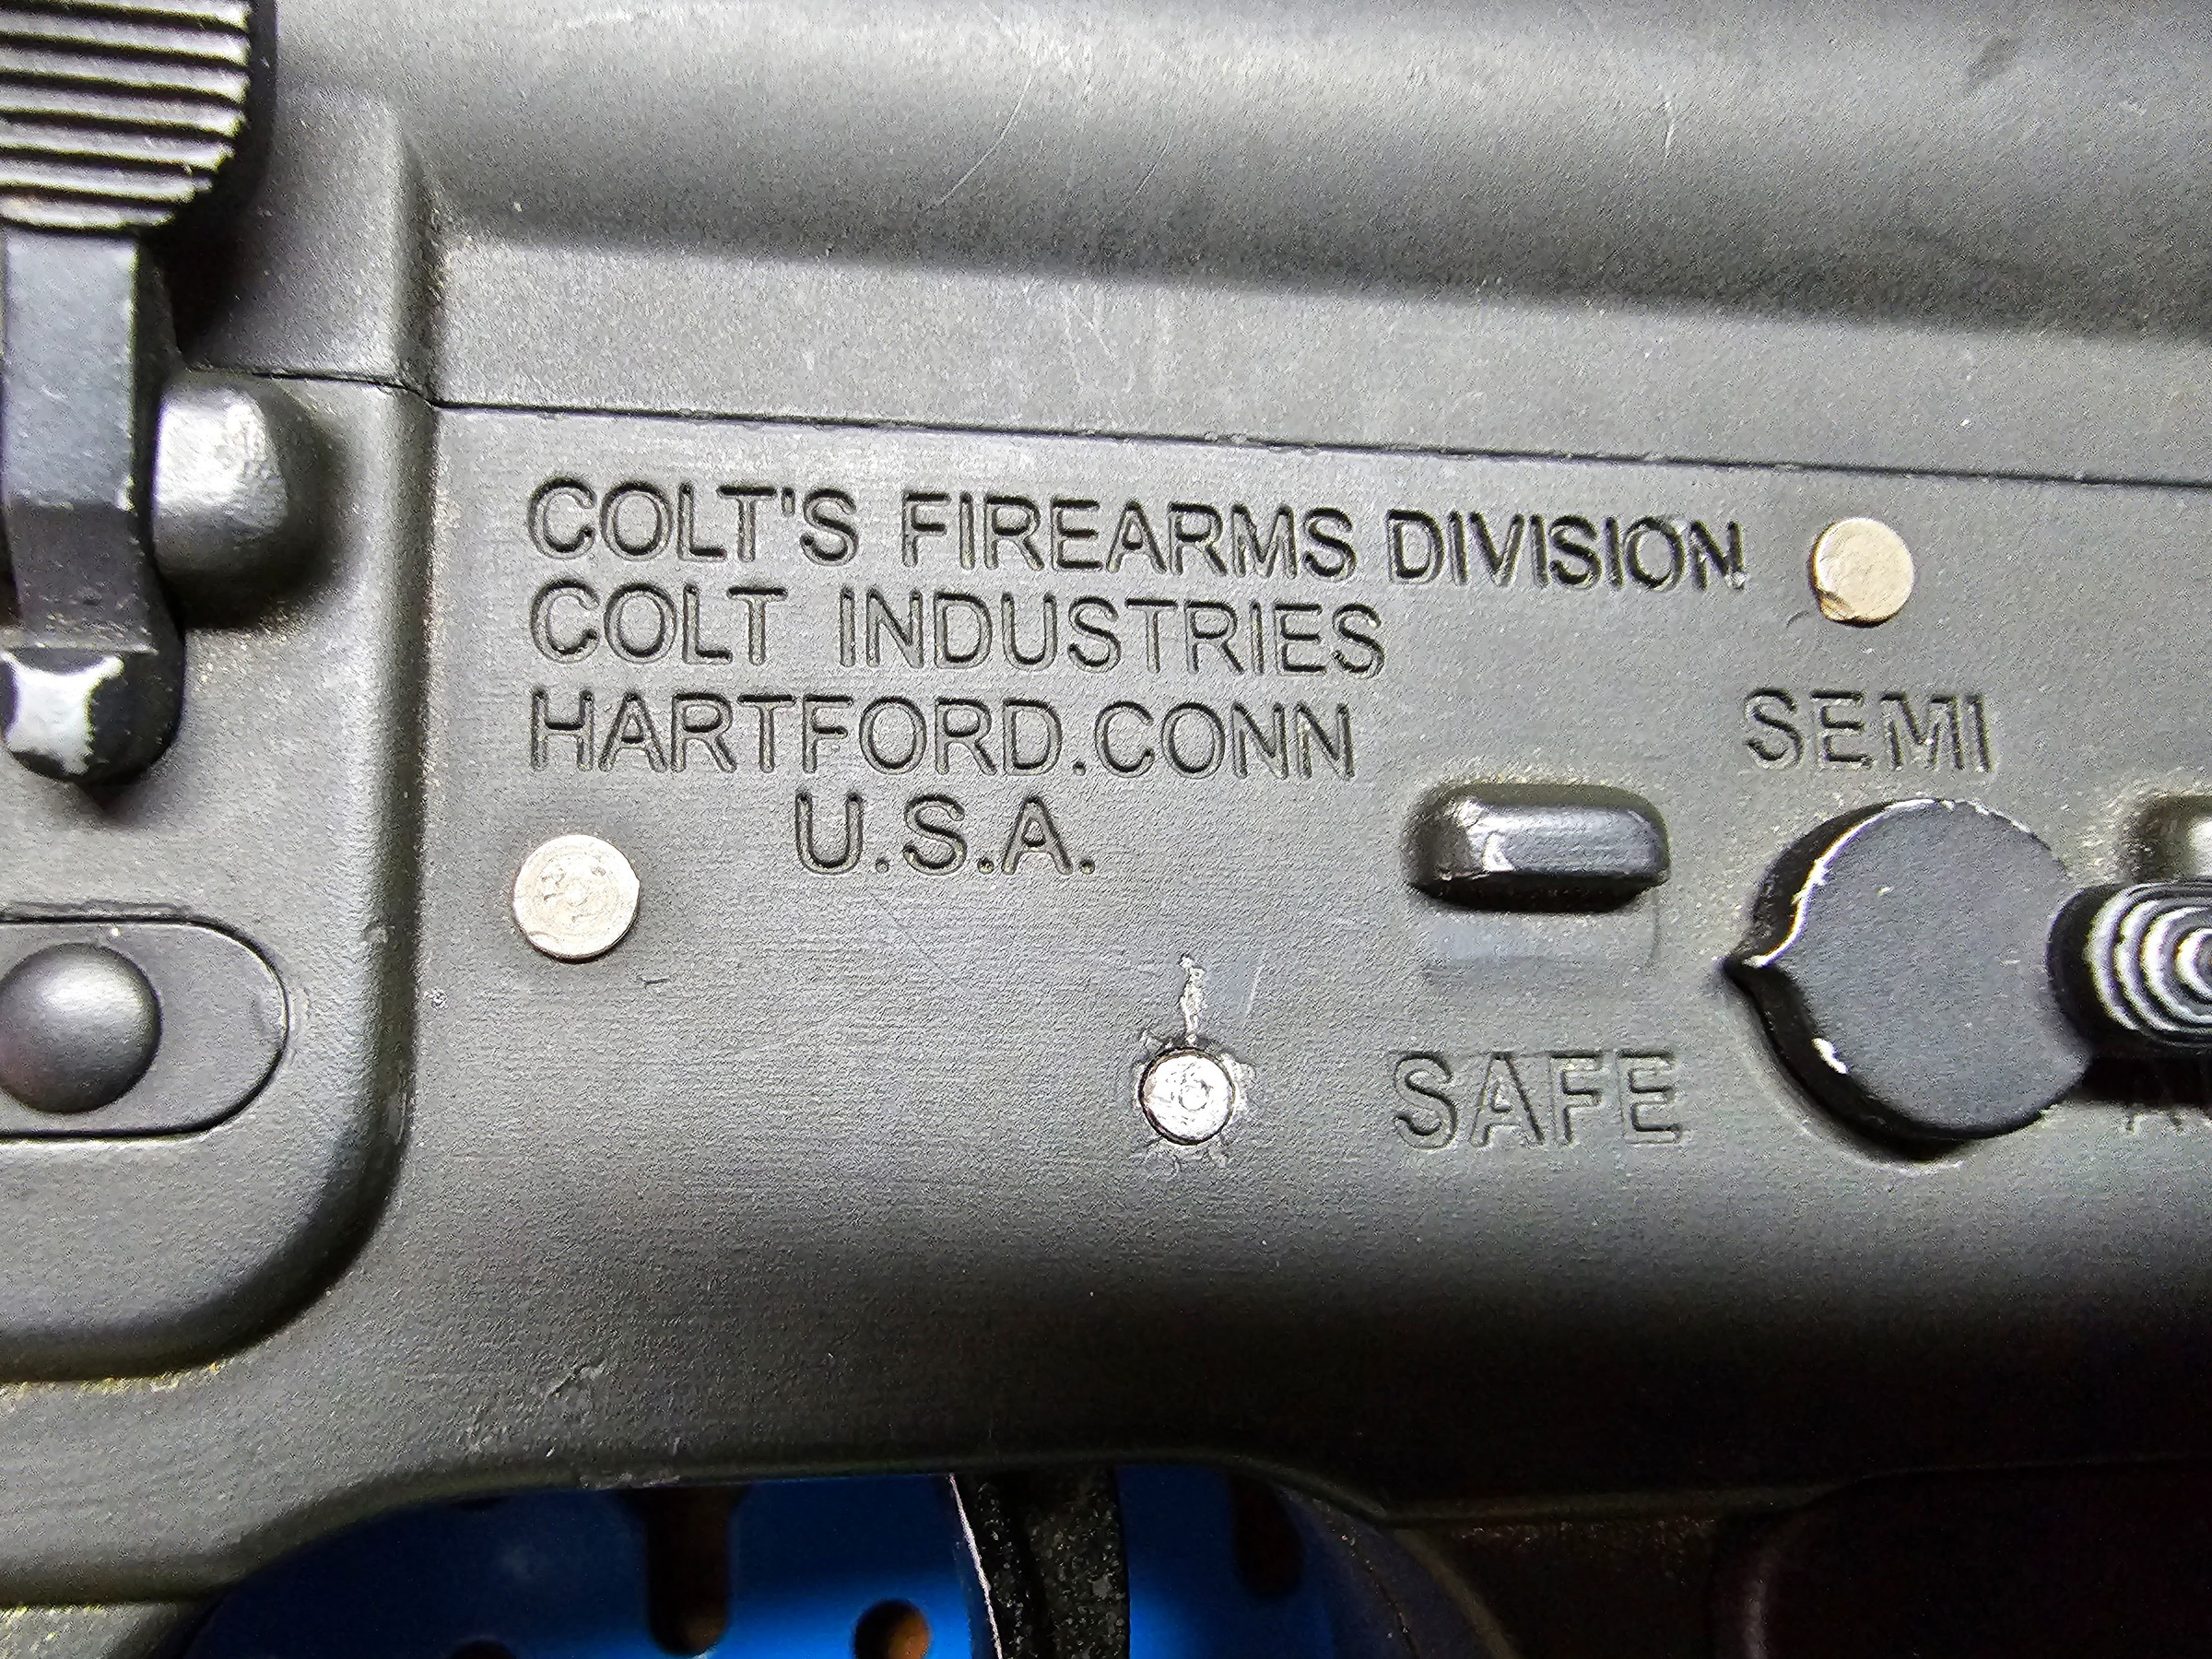 COLT'S FIREARMS DIVISION
COLT INDUSTRIES
HARTFORD.CONN
U.S.A.
SEMI
SAFE